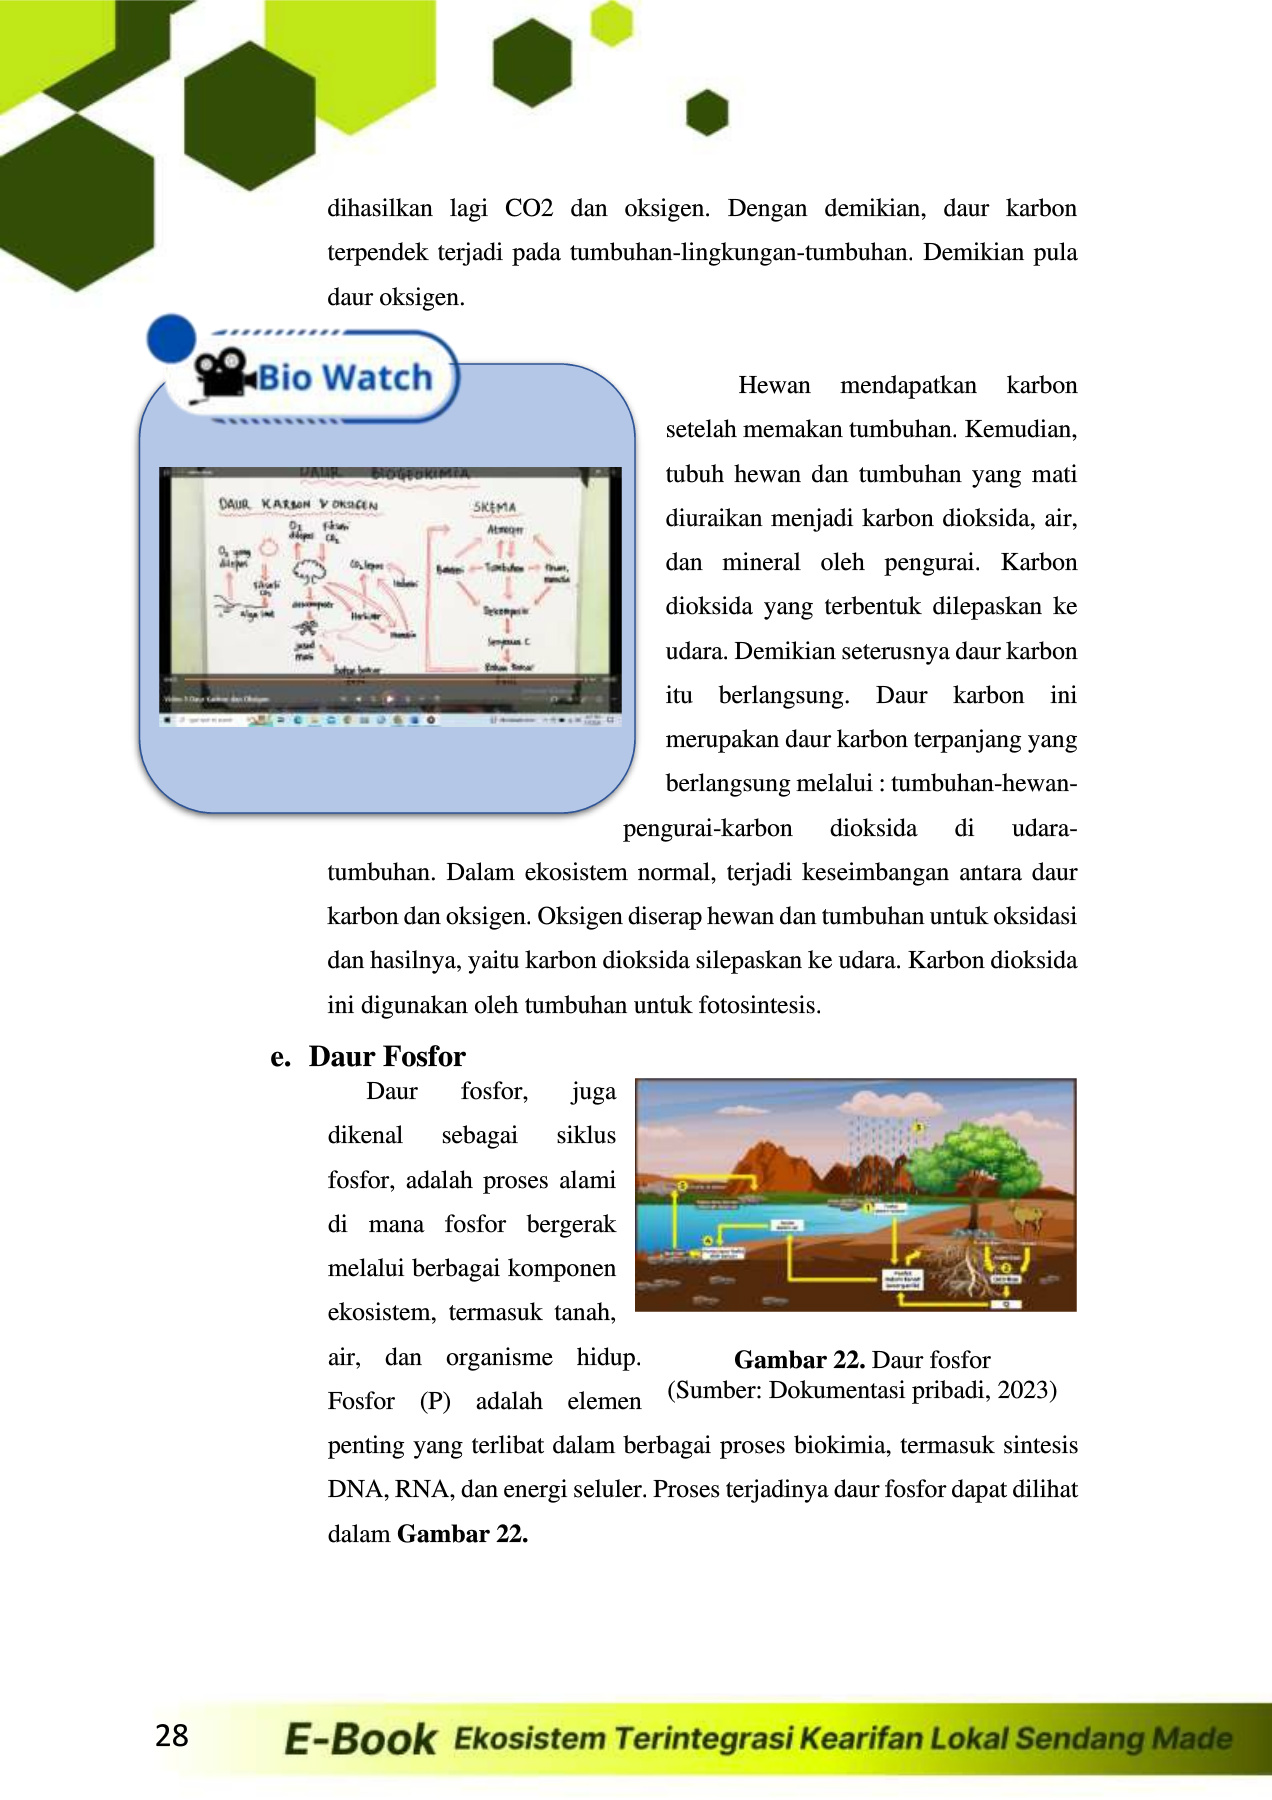 dihasilkan lagi CO2 dan oksigen. Dengan demikian, daur karbon
terpendek terjadi pada tumbuhan-lingkungan-tumbuhan. Demikian pula
daur oksigen.
Bio Watch
DAUR BIOGEOKIMIA
DAUR KARBON & OKSIGEN
SKEMA
Hewan mendapatkan karbon
setelah memakan tumbuhan. Kemudian,
tubuh hewan dan tumbuhan yang mati
diuraikan menjadi karbon dioksida, air,
dan mineral oleh pengurai. Karbon
dioksida yang terbentuk dilepaskan ke
udara. Demikian seterusnya daur karbon
itu berlangsung. Daur karbon ini
merupakan daur karbon terpanjang yang
berlangsung melalui : tumbuhan-hewan-
pengurai-karbon dioksida di udara-
tumbuhan. Dalam ekosistem normal, terjadi keseimbangan antara daur
karbon dan oksigen. Oksigen diserap hewan dan tumbuhan untuk oksidasi
dan hasilnya, yaitu karbon dioksida silepaskan ke udara. Karbon dioksida
ini digunakan oleh tumbuhan untuk fotosintesis.
e. Daur Fosfor
Daur fosfor, juga
dikenal sebagai siklus
fosfor, adalah proses alami
di mana fosfor bergerak
melalui berbagai komponen
ekosistem, termasuk tanah,
air, dan organisme hidup.
Fosfor (P) adalah elemen
penting yang terlibat dalam berbagai proses biokimia, termasuk sintesis
DNA, RNA, dan energi seluler. Proses terjadinya daur fosfor dapat dilihat
dalam Gambar 22.
Gambar 22. Daur fosfor
(Sumber: Dokumentasi pribadi, 2023)
28
E-Book Ekosistem Terintegrasi Kearifan Lokal Sendang Made